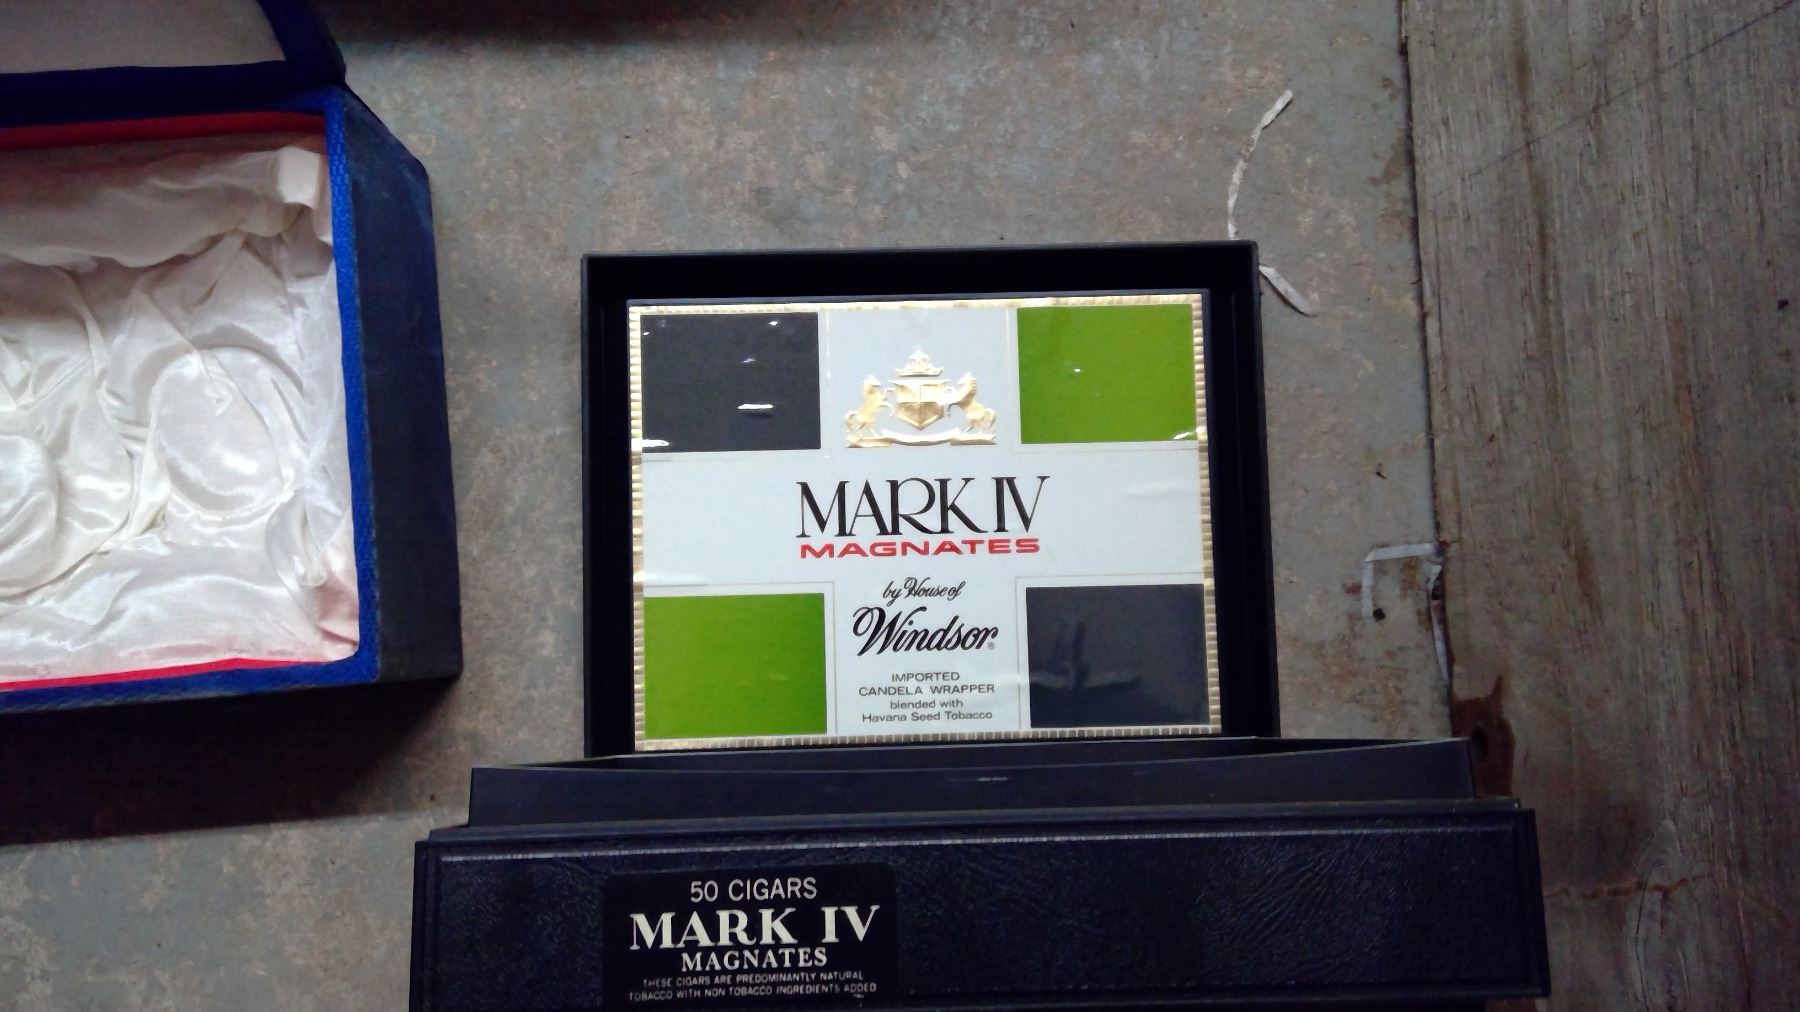 MARK IV
MAGNATES
by House of
Windsor®
IMPORTED
CANDELA WRAPPER
blended with
Havana Seed Tobacco
50 CIGARS
MARK IV
MAGNATES
THESE CIGARS ARE PREDOMINANTLY NATURAL
TOBACCO WITH NON TOBACCO INGREDIENTS ADDED